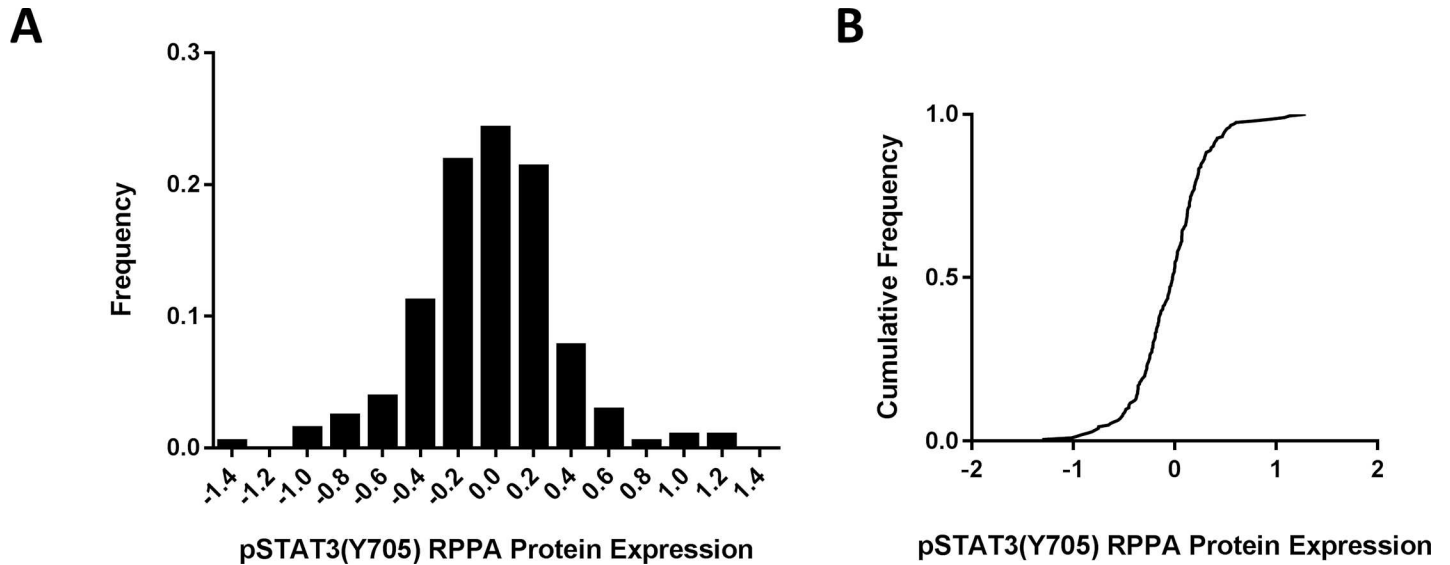 A
Frequency
0.3
0.2
0.1
0.0
-1.4 -1.2 -1.0 -0.8 -0.6 -0.4 -0.2 0.0 0.2 0.4 0.6 0.8 1.0 1.2 1.4
pSTAT3(Y705) RPPA Protein Expression
B
Cumulative Frequency
1.0
0.5
0.0
-2 -1 0 1 2
pSTAT3(Y705) RPPA Protein Expression